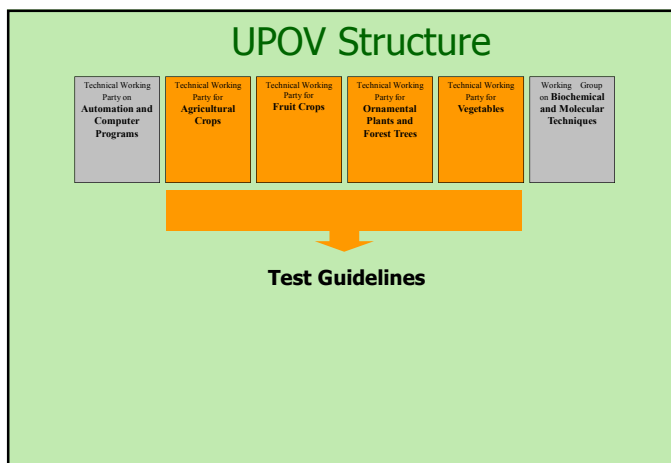 UPOV Structure
Technical Working
Party on
Automation and
Computer
Programs
Technical Working
Party for
Agricultural
Crops
Technical Working
Party for
Fruit Crops
Technical Working
Party for
Ornamental
Plants and
Forest Trees
Technical Working
Party for
Vegetables
Working Group
on Biochemical
and Molecular
Techniques
Test Guidelines